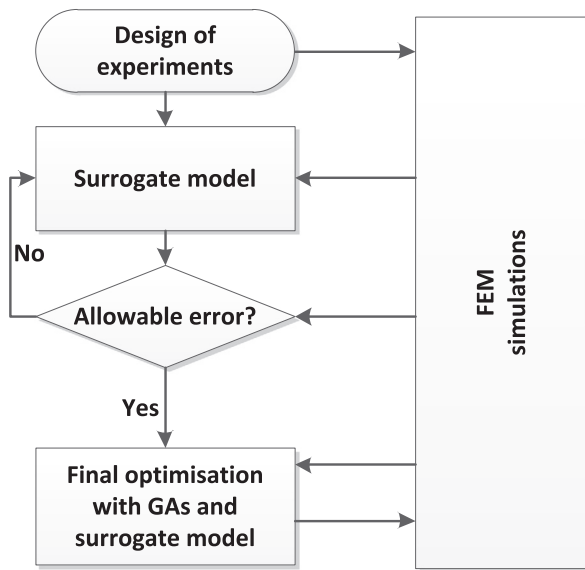 Design of
experiments
Surrogate model
No
Allowable error?
Yes
Final optimisation
with GAs and
surrogate model
FEM
simulations